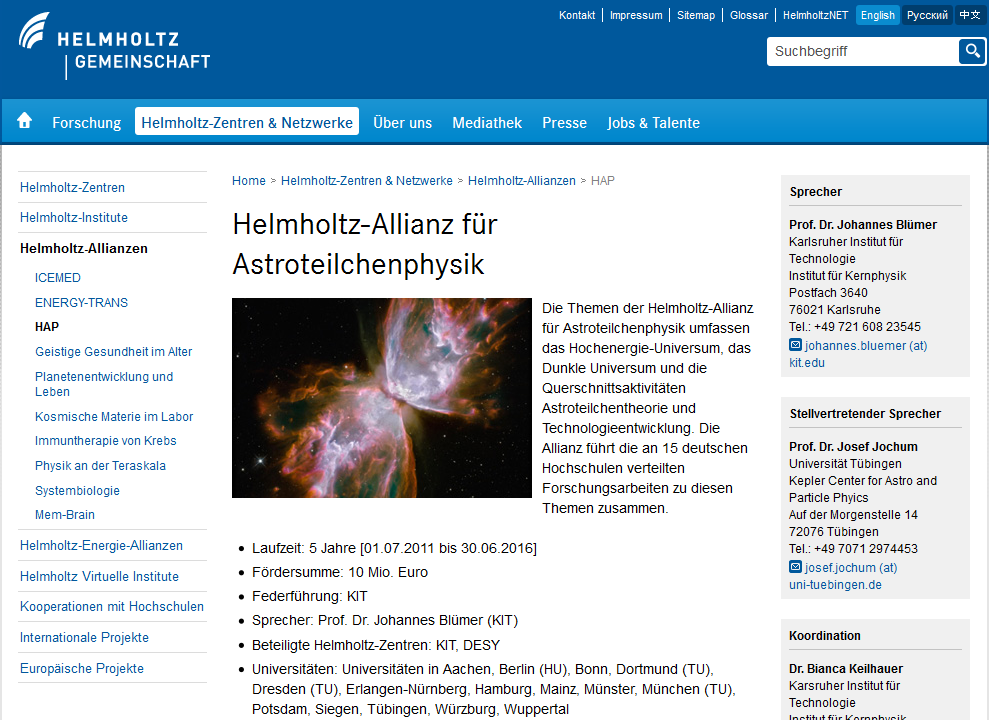 HELMHOLTZ
GEMEINSCHAFT
Kontakt | Impressum | Sitemap | Glossar | HelmholtzNET English Русский 中文
Suchbegriff
Forschung Helmholtz-Zentren & Netzwerke Über uns Mediathek Presse Jobs & Talente
Helmholtz-Zentren
Helmholtz-Institute
Helmholtz-Allianzen
ICEMED
ENERGY-TRANS
HAP
Geistige Gesundheit im Alter
Planetenentwicklung und
Leben
Kosmische Materie im Labor
Immuntherapie von Krebs
Physik an der Teraskala
Systembiologie
Mem-Brain
Helmholtz-Energie-Allianzen
Helmholtz Virtuelle Institute
Kooperationen mit Hochschulen
Internationale Projekte
Europäische Projekte
Home > Helmholtz-Zentren & Netzwerke > Helmholtz-Allianzen > HAP
Helmholtz-Allianz für
Astroteilchenphysik
Die Themen der Helmholtz-Allianz
für Astroteilchenphysik umfassen
das Hochenergie-Universum, das
Dunkle Universum und die
Querschnittsaktivitäten
Astroteilchentheorie und
Technologieentwicklung. Die
Allianz führt die an 15 deutschen
Hochschulen verteilten
Forschungsarbeiten zu diesen
Themen zusammen.
• Laufzeit: 5 Jahre [01.07.2011 bis 30.06.2016]
• Fördersumme: 10 Mio. Euro
• Federführung: KIT
• Sprecher: Prof. Dr. Johannes Blümer (KIT)
• Beteiligte Helmholtz-Zentren: KIT, DESY
• Universitäten: Universitäten in Aachen, Berlin (HU), Bonn, Dortmund (TU),
Dresden (TU), Erlangen-Nürnberg, Hamburg, Mainz, Münster, München (TU),
Potsdam, Siegen, Tübingen, Würzburg, Wuppertal
Sprecher
Prof. Dr. Johannes Blümer
Karlsruher Institut für
Technologie
Institut für Kernphysik
Postfach 3640
76021 Karlsruhe
Tel.: +49 721 608 23545
johannes.bluemer (at)
kit.edu
Stellvertretender Sprecher
Prof. Dr. Josef Jochum
Universität Tübingen
Kepler Center for Astro and
Particle Phyics
Auf der Morgenstelle 14
72076 Tübingen
Tel.: +49 7071 2974453
josef.jochum (at)
uni-tuebingen.de
Koordination
Dr. Bianca Keilhauer
Karsruher Institut für
Technologie
Institut für Kernphysik